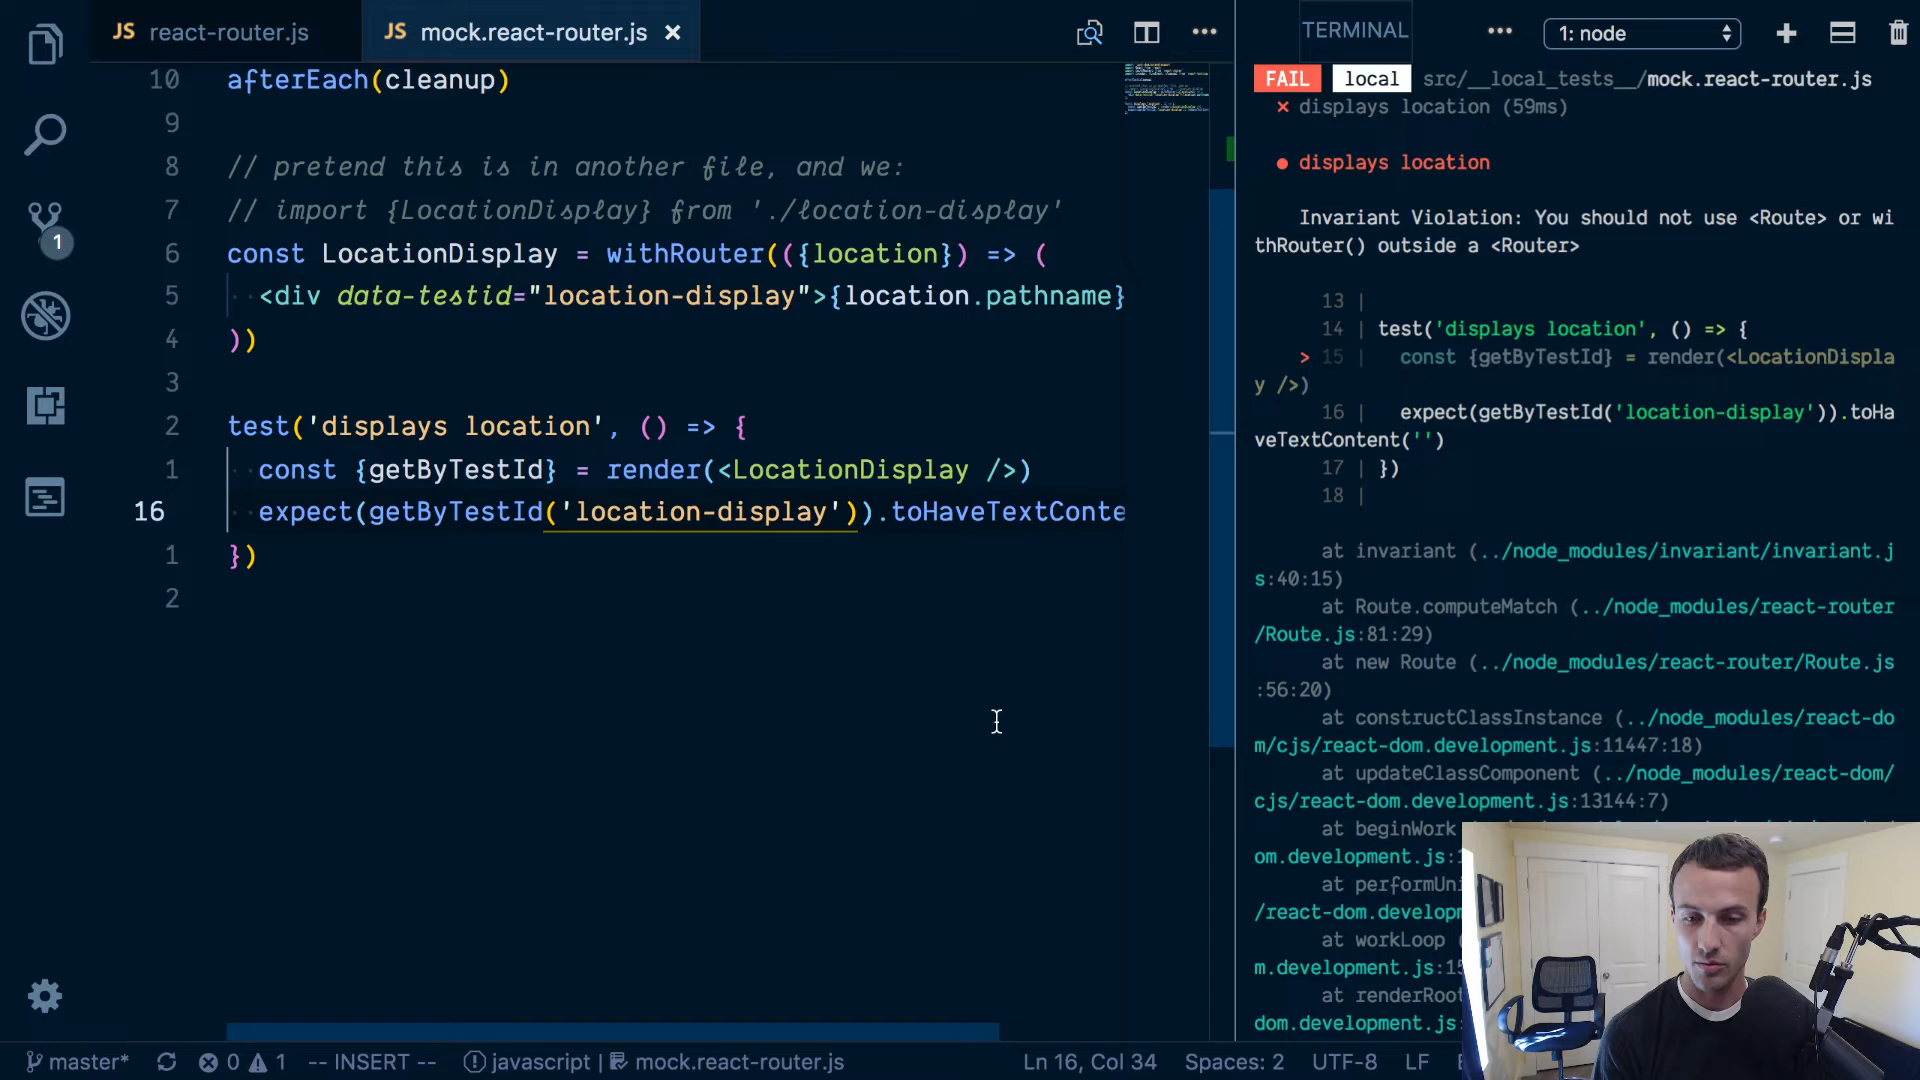 JS react-router.js
JS mock.react-router.js ×
TERMINAL
1: node
10 afterEach(cleanup)
9
8 // pretend this is in another file, and we:
7 // import {LocationDisplay} from './location-display'
6 const LocationDisplay = withRouter(({location}) => (
5 <div data-testid="location-display">{location.pathname}
4 ))
3
2 test('displays location', () => {
1 const {getByTestId} = render(<LocationDisplay />)
16 expect(getByTestId('location-display')).toHaveTextConte
1 })
2
FAIL local src/__local_tests__/mock.react-router.js
✕ displays location (59ms)
● displays location
Invariant Violation: You should not use <Route> or wi
thRouter() outside a <Router>
13 |
14 | test('displays location', () => {
> 15 | const {getByTestId} = render(<LocationDispla
y />)
16 | expect(getByTestId('location-display')).toHa
veTextContent('')
17 | })
18 |
at invariant (../node_modules/invariant/invariant.j
s:40:15)
at Route.computeMatch (../node_modules/react-router
/Route.js:81:29)
at new Route (../node_modules/react-router/Route.js
:56:20)
at constructClassInstance (../node_modules/react-do
m/cjs/react-dom.development.js:11447:18)
at updateClassComponent (../node_modules/react-dom/
cjs/react-dom.development.js:13144:7)
at beginWork
om.development.js:1
at performUni
/react-dom.develop
at workLoop
m.development.js:15
at renderRoot
dom.development.js:
1
master* 0 1 -- INSERT -- javascript | mock.react-router.js Ln 16, Col 34 Spaces: 2 UTF-8 LF